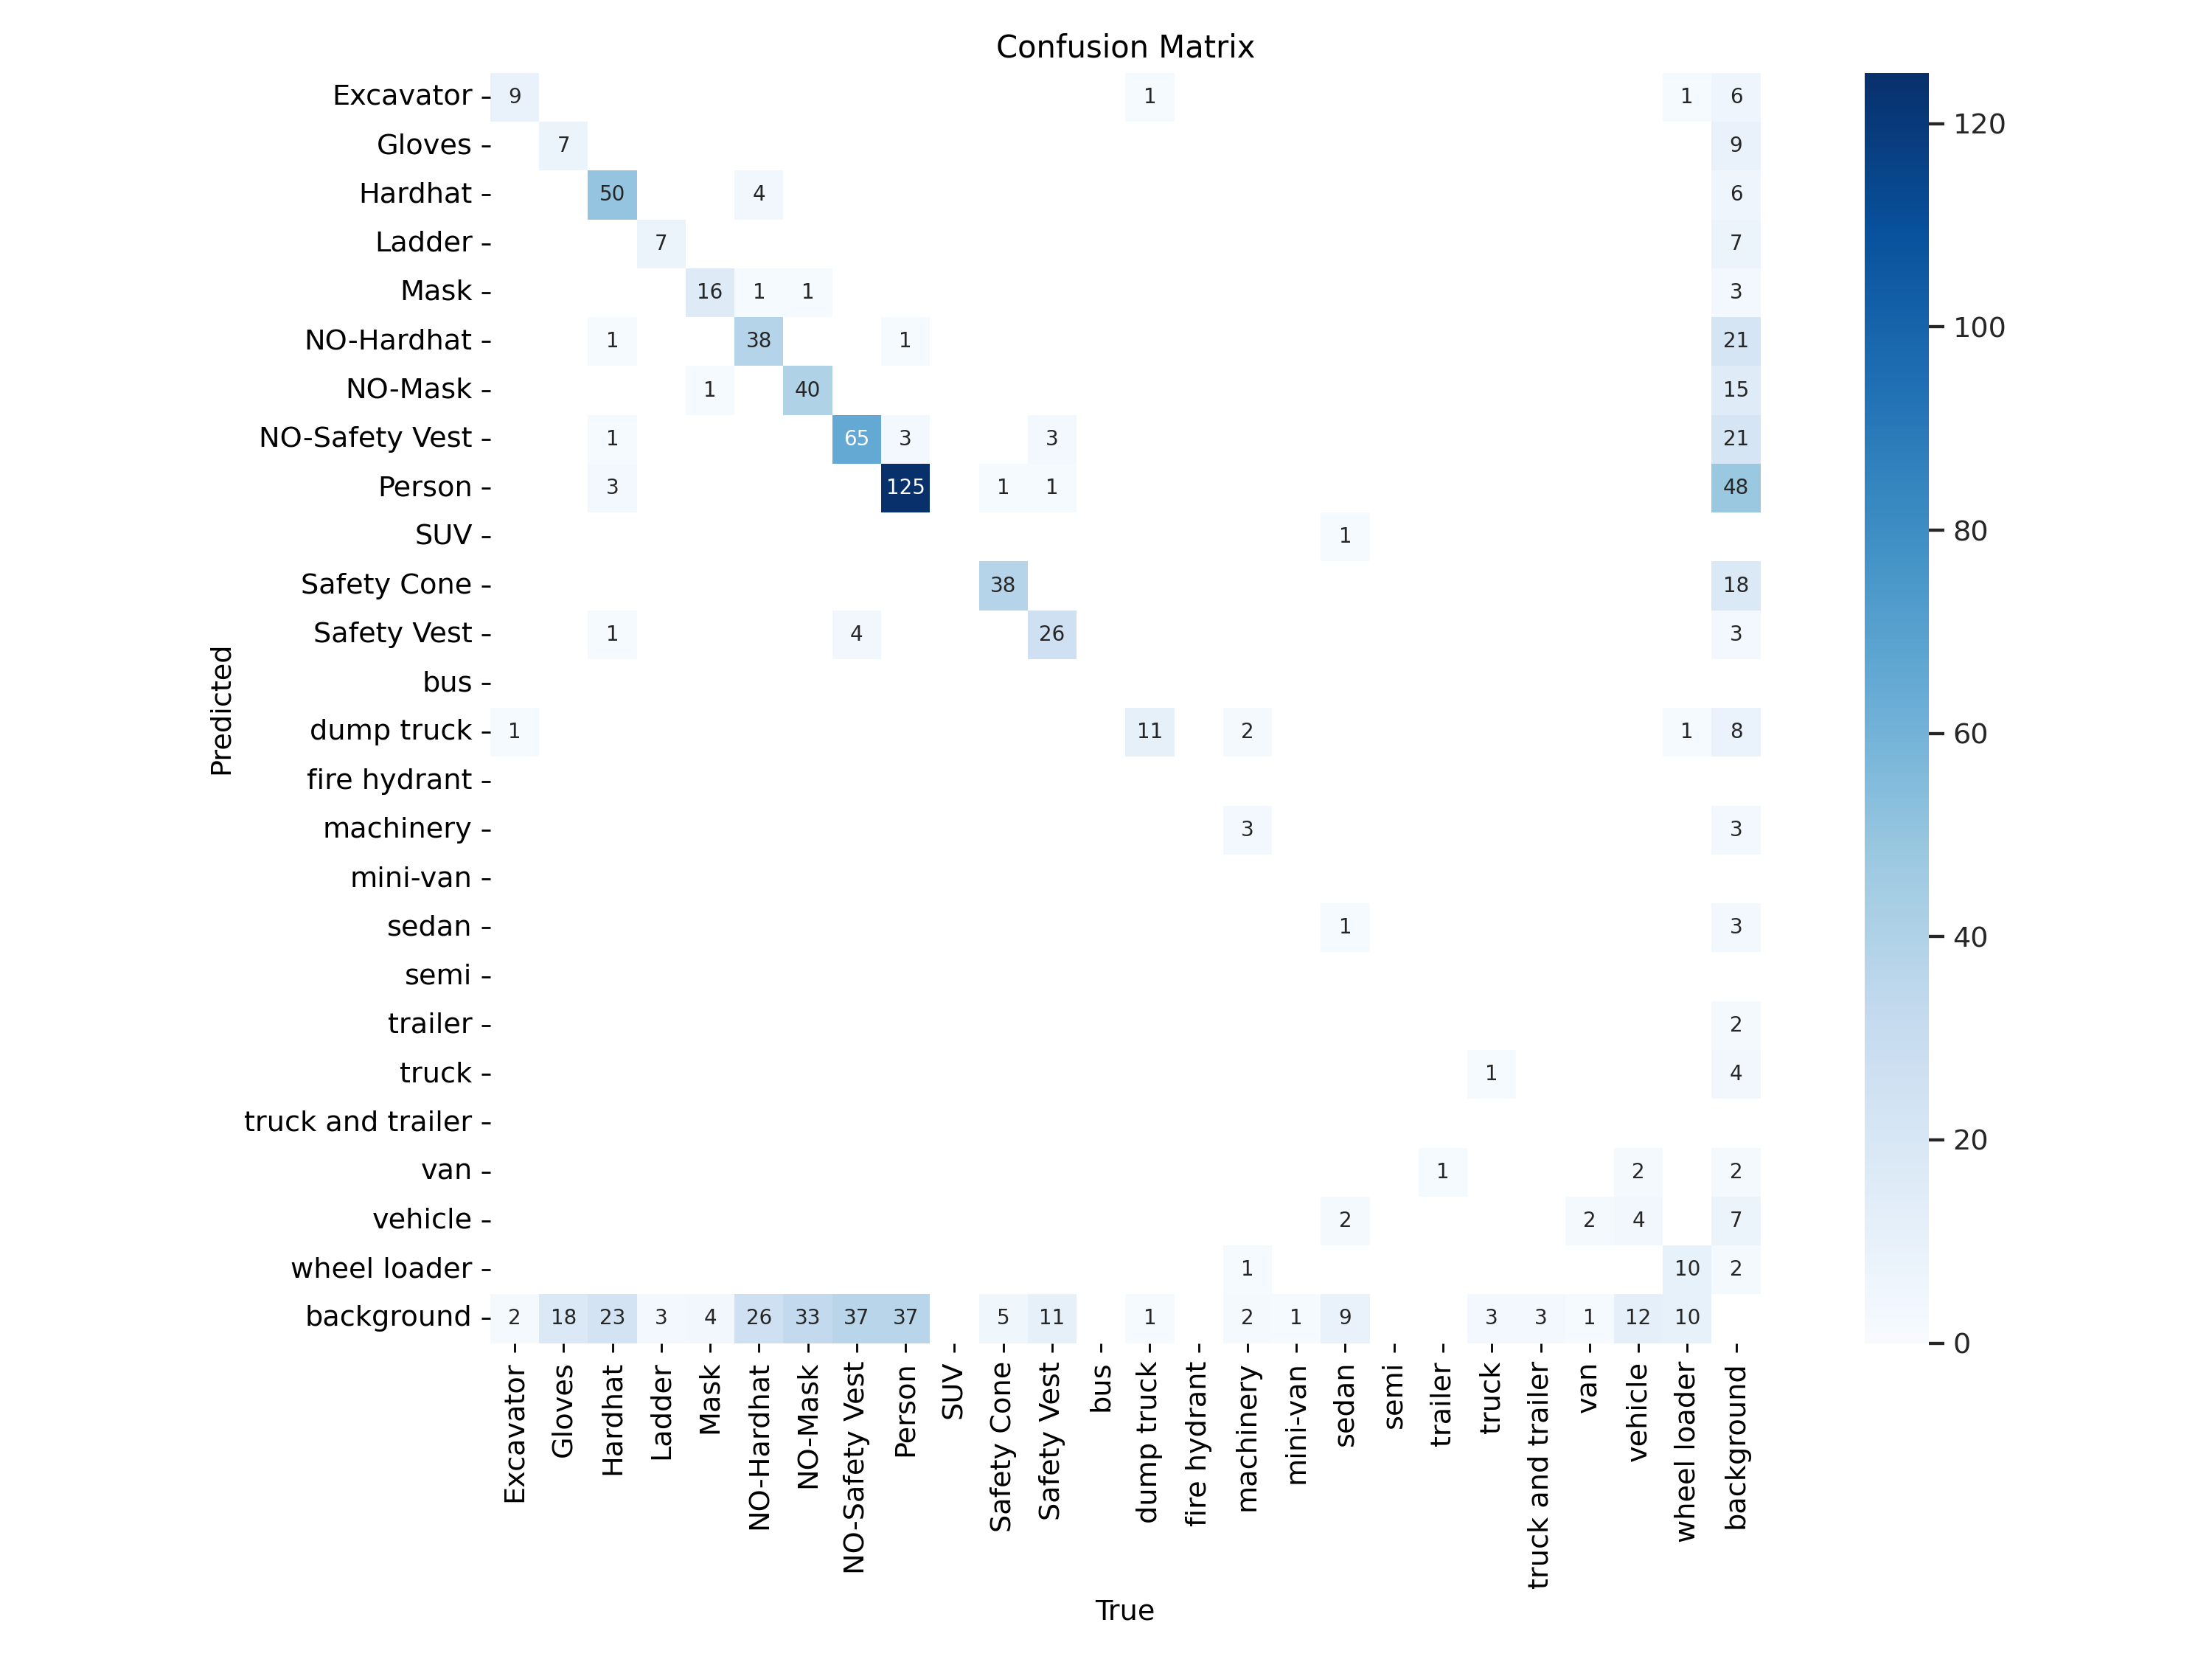 Confusion Matrix
Excavator 9 1 1 6
Gloves 7 9
Hardhat 50 4 6
Ladder 7 7
Mask 16 1 1 3
NO-Hardhat 1 38 1 21
NO-Mask 1 40 15
NO-Safety Vest 1 65 3 3 21
Person 3 125 1 1 48
SUV 1
Safety Cone 38 18
Safety Vest 1 4 26 3
bus
dump truck 1 11 2 1 8
fire hydrant
machinery 3 3
mini-van
sedan 1 3
semi
trailer 2
truck 1 4
truck and trailer
van 1 2 2
vehicle 2 2 4 7
wheel loader 1 10 2
background 2 18 23 3 4 26 33 37 37 5 11 1 2 1 9 3 3 1 12 10
Predicted
Excavator
Gloves
Hardhat
Ladder
Mask
NO-Hardhat
NO-Mask
NO-Safety Vest
Person
SUV
Safety Cone
Safety Vest
bus
dump truck
fire hydrant
machinery
mini-van
sedan
semi
trailer
truck
truck and trailer
van
vehicle
wheel loader
background
True
120
100
80
60
40
20
0